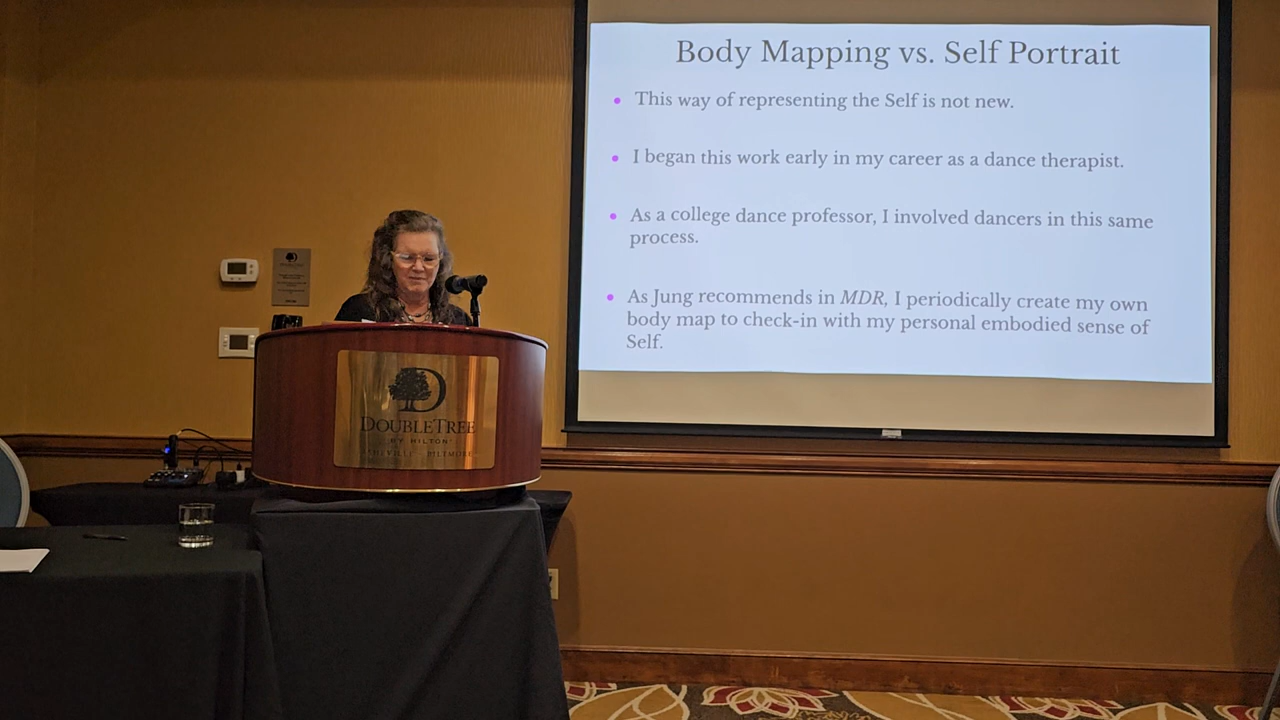 Body Mapping vs. Self Portrait
This way of representing the Self is not new.
I began this work early in my career as a dance therapist.
As a college dance professor, I involved dancers in this same
process.
As Jung recommends in MDR, I periodically create my own
body map to check-in with my personal embodied sense of
Self.
D
DOUBLETREE
BY HILTON
ASHEVILLE - BILTMORE